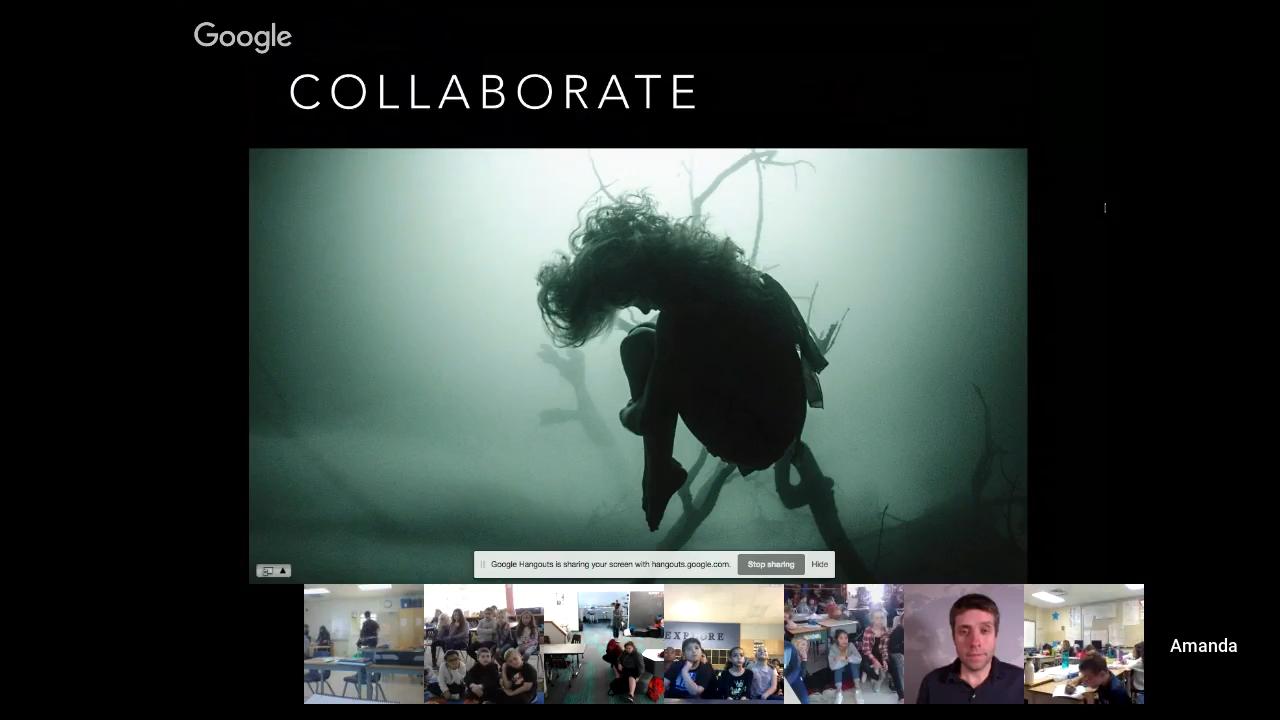 Google
COLLABORATE
Google Hangouts is sharing your screen with hangouts.google.com.
Stop sharing
Hide
EXPLORE
Amanda